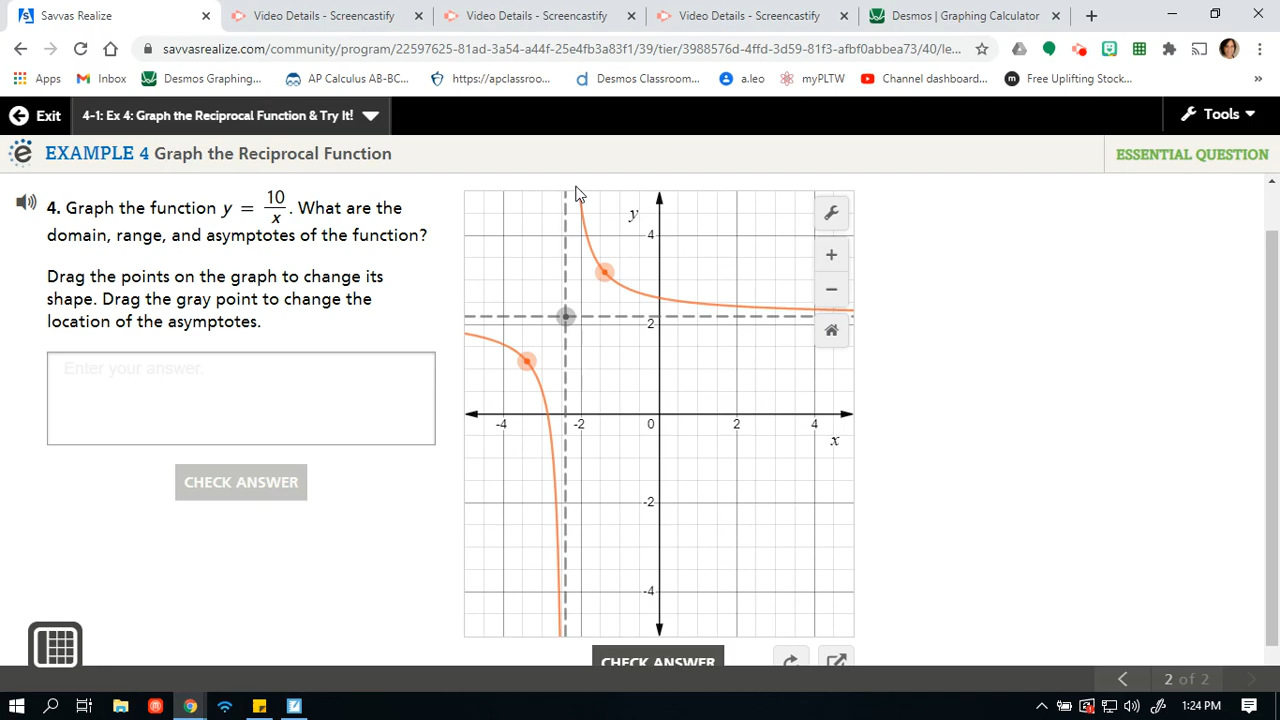 Savvas Realize
Video Details - Screencastify
Video Details - Screencastify
Video Details - Screencastify
Desmos | Graphing Calculator
savvasrealize.com/community/program/22597625-81ad-3a54-a44f-25e4fb3a83f1/39/tier/3988576d-4ffd-3d59-81f3-afbf0abbea73/40/le...
Apps
Inbox
Desmos Graphing...
AP Calculus AB-BC...
https://apclassroo...
Desmos Classroom...
a.leo
myPLTW
Channel dashboard...
Free Uplifting Stock...
»
Exit
4-1: Ex 4: Graph the Reciprocal Function & Try It!
Tools
EXAMPLE 4 Graph the Reciprocal Function
ESSENTIAL QUESTION
4. Graph the function y = 10/x. What are the
domain, range, and asymptotes of the function?
Drag the points on the graph to change its
shape. Drag the gray point to change the
location of the asymptotes.
Enter your answer.
CHECK ANSWER
y
4
2
-4
-2
0
2
4
x
-2
-4
CHECK ANSWER
2 of 2
1:24 PM